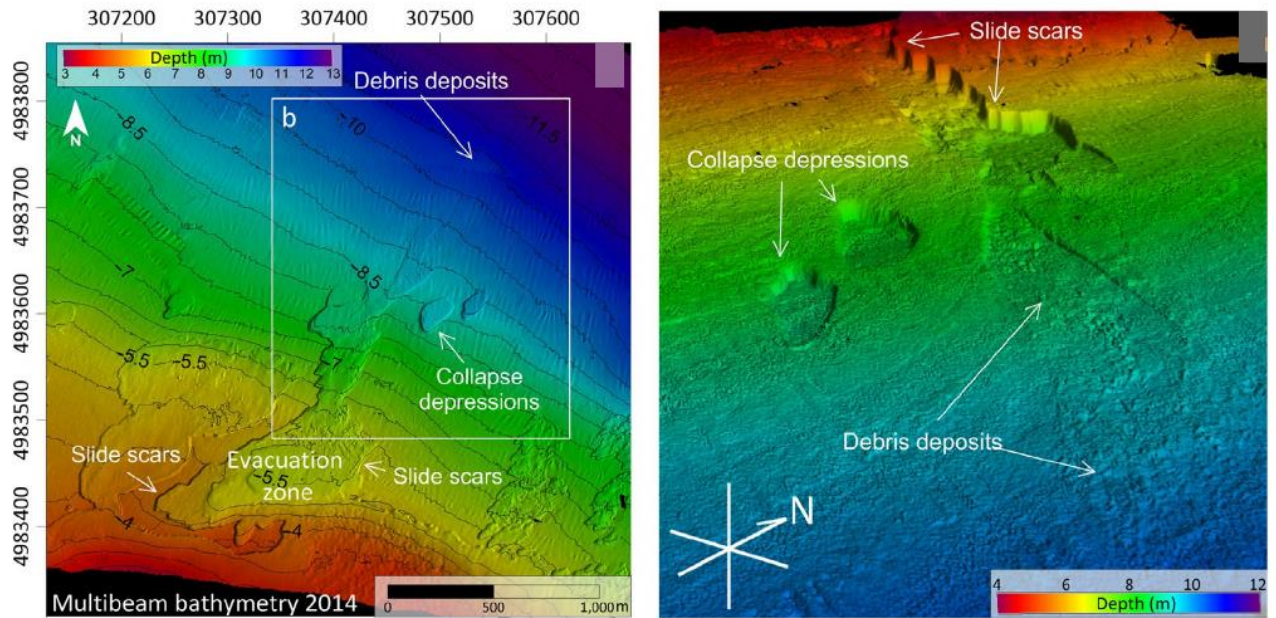 307200 307300 307400 307500 307600
Depth (m)
3 4 5 6 7 8 9 10 11 12 13
4983800
4983700
4983600
4983500
4983400
N
b
Debris deposits
-8.5
-10
-11.5
-7
-8.5
-5.5
-5.5
-7
Collapse
depressions
Slide scars
Evacuation
zone
-5.5
Slide scars
-4
-4
Multibeam bathymetry 2014
0 500 1,000 m
Slide scars
Collapse depressions
Debris deposits
N
4 6 8 10 12
Depth (m)